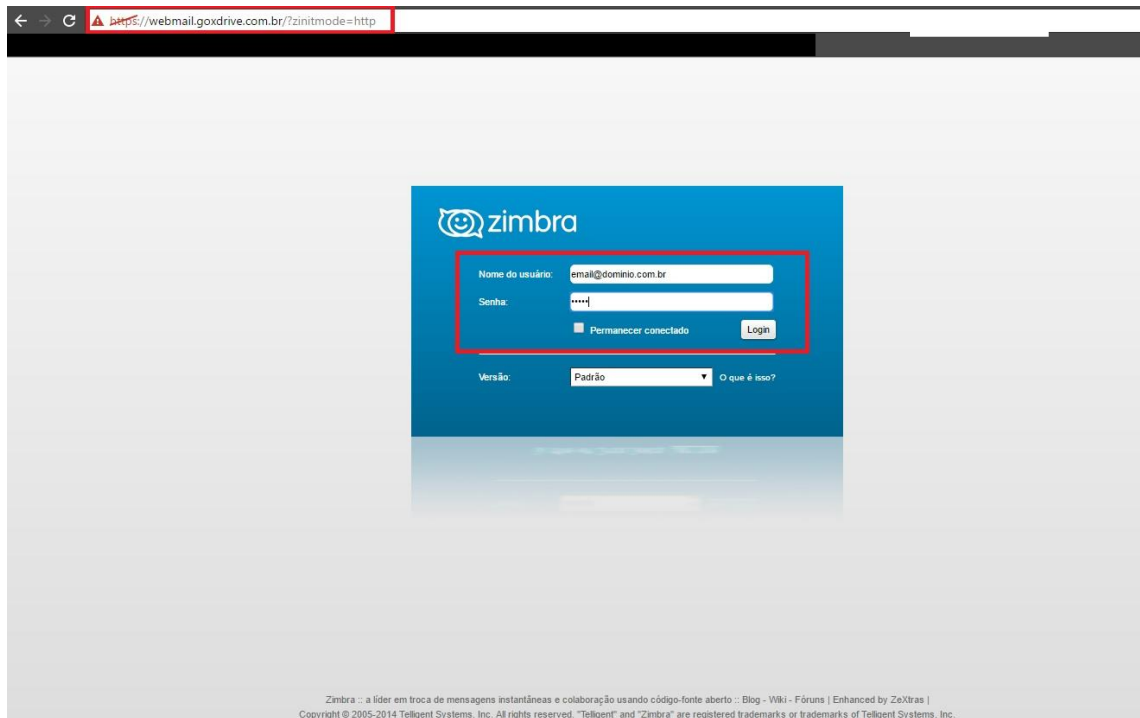 https://webmail.goxdrive.com.br/?zinitmode=http
zimbra
Nome do usuário: email@dominio.com.br
Senha: •••••
Permanecer conectado Login
Versão: Padrão O que é isso?
Zimbra :: a líder em troca de mensagens instantâneas e colaboração usando código-fonte aberto :: Blog - Wiki - Fóruns | Enhanced by ZeXtras |
Copyright © 2005-2014 Telligent Systems, Inc. All rights reserved. "Telligent" and "Zimbra" are registered trademarks or trademarks of Telligent Systems, Inc.